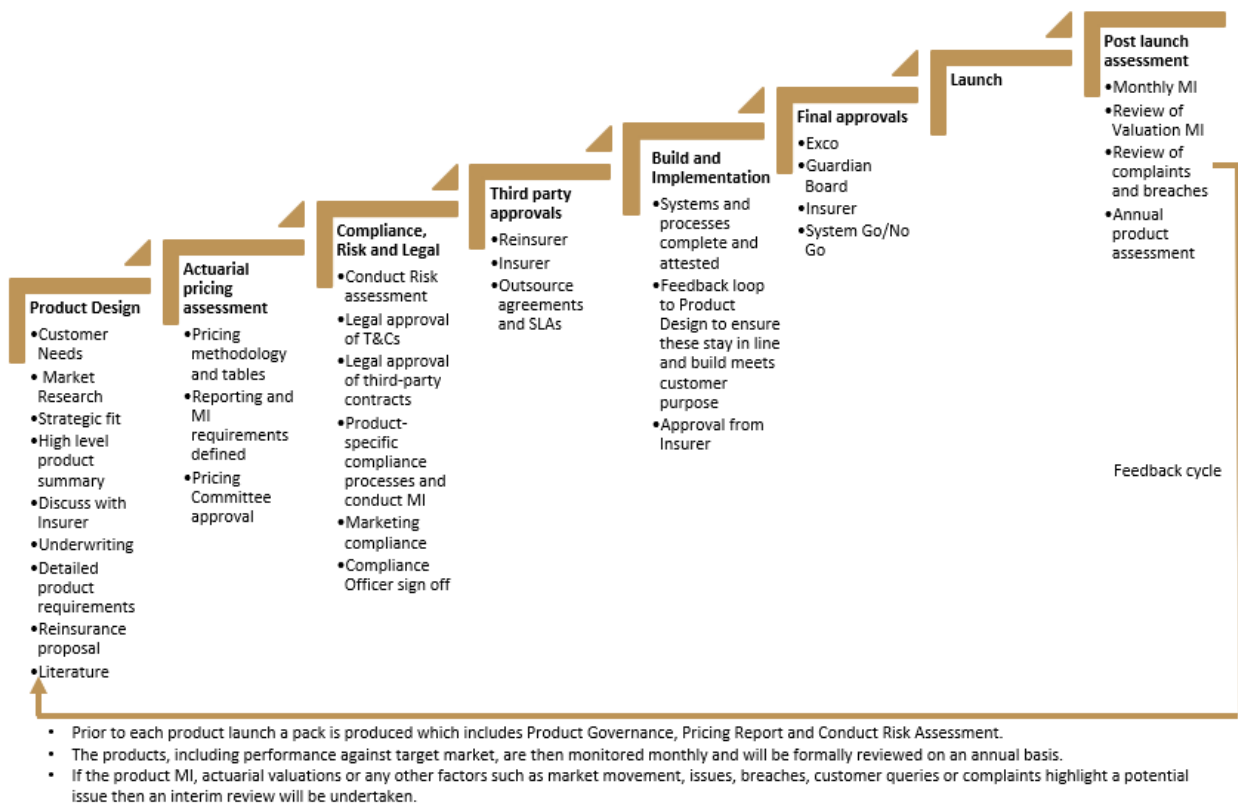 Product Design
•Customer
Needs
• Market
Research
•Strategic fit
•High level
product
summary
•Discuss with
Insurer
•Underwriting
•Detailed
product
requirements
•Reinsurance
proposal
•Literature
Actuarial
pricing
assessment
•Pricing
methodology
and tables
•Reporting and
MI
requirements
defined
•Pricing
Committee
approval
Compliance,
Risk and Legal
•Conduct Risk
assessment
•Legal approval
of T&Cs
•Legal approval
of third-party
contracts
•Product-
specific
compliance
processes and
conduct MI
•Marketing
compliance
•Compliance
Officer sign off
Third party
approvals
•Reinsurer
•Insurer
•Outsource
agreements
and SLAs
Build and
Implementation
•Systems and
processes
complete and
attested
•Feedback loop
to Product
Design to ensure
these stay in line
and build meets
customer
purpose
•Approval from
Insurer
Final approvals
•Exco
•Guardian
Board
•Insurer
•System Go/No
Go
Launch
Post launch
assessment
•Monthly MI
•Review of
Valuation MI
•Review of
complaints
and breaches
•Annual
product
assessment
Feedback cycle
• Prior to each product launch a pack is produced which includes Product Governance, Pricing Report and Conduct Risk Assessment.
• The products, including performance against target market, are then monitored monthly and will be formally reviewed on an annual basis.
• If the product MI, actuarial valuations or any other factors such as market movement, issues, breaches, customer queries or complaints highlight a potential
issue then an interim review will be undertaken.